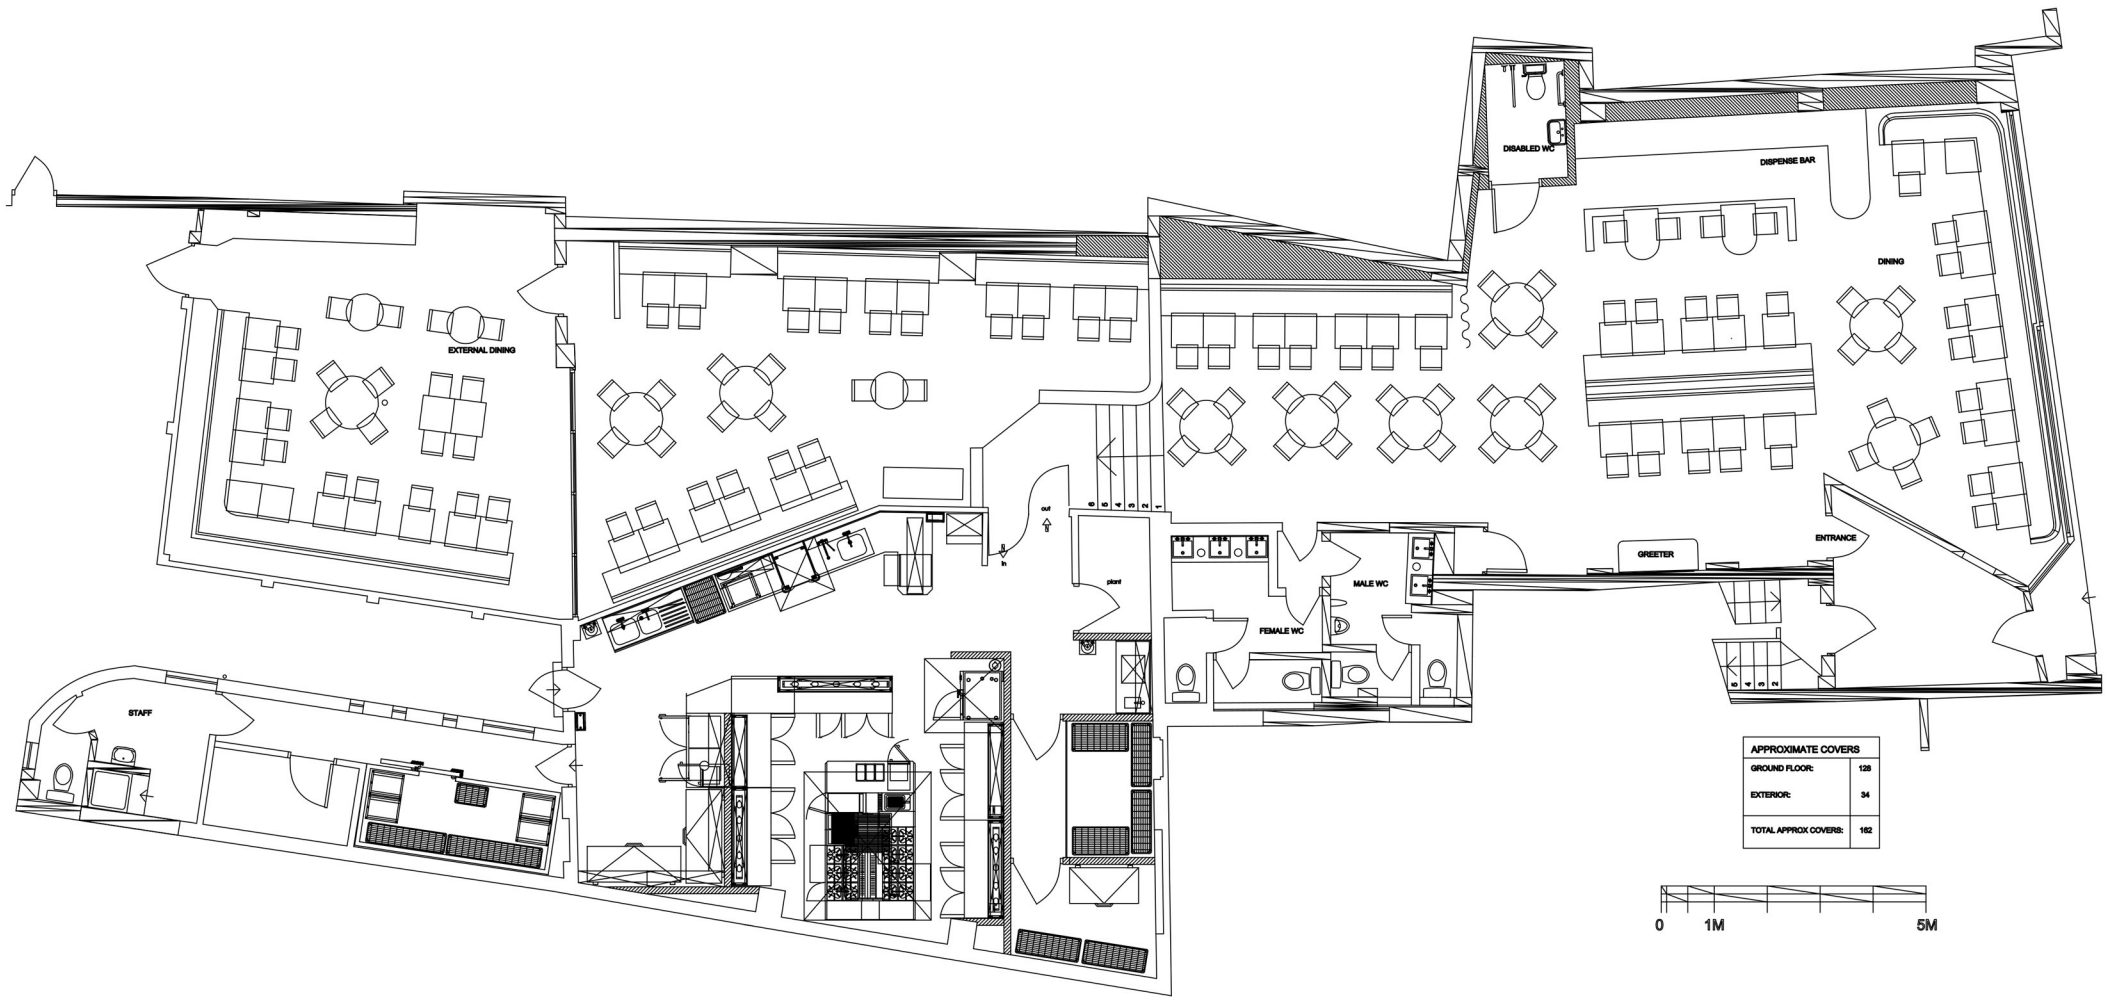 DISABLED WC
DISPENSE BAR
DINING
EXTERNAL DINING
6
5
4
3
2
1
out
in
plant
ENTRANCE
GREETER
MALE WC
FEMALE WC
5
4
3
2
STAFF
APPROXIMATE COVERS
GROUND FLOOR: 128
EXTERIOR: 34
TOTAL APPROX COVERS: 162
0 1M 5M